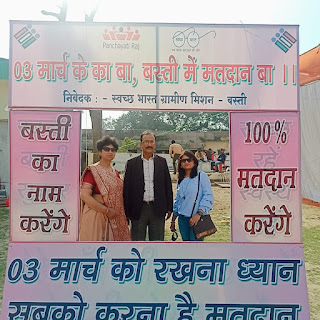 Panchayati Raj
03 मार्च के का बा, बस्ती में मतदान बा ।।
निवेदक : - स्वच्छ भारत ग्रामीण मिशन - बस्ती
बस्ती
का
नाम
करेंगे
100%
मतदान
करेंगे
03 मार्च को रखना ध्यान
सबको करना है मतदान